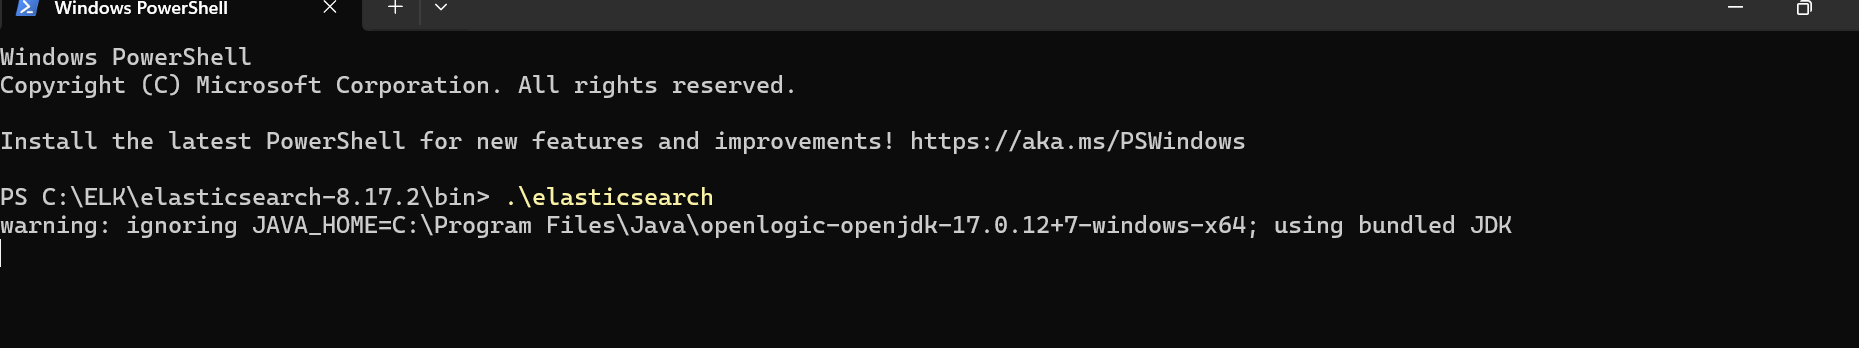 Windows PowerShell
Windows PowerShell
Copyright (C) Microsoft Corporation. All rights reserved.
Install the latest PowerShell for new features and improvements! https://aka.ms/PSWindows
PS C:\ELK\elasticsearch-8.17.2\bin> .\elasticsearch
warning: ignoring JAVA_HOME=C:\Program Files\Java\openlogic-openjdk-17.0.12+7-windows-x64; using bundled JDK